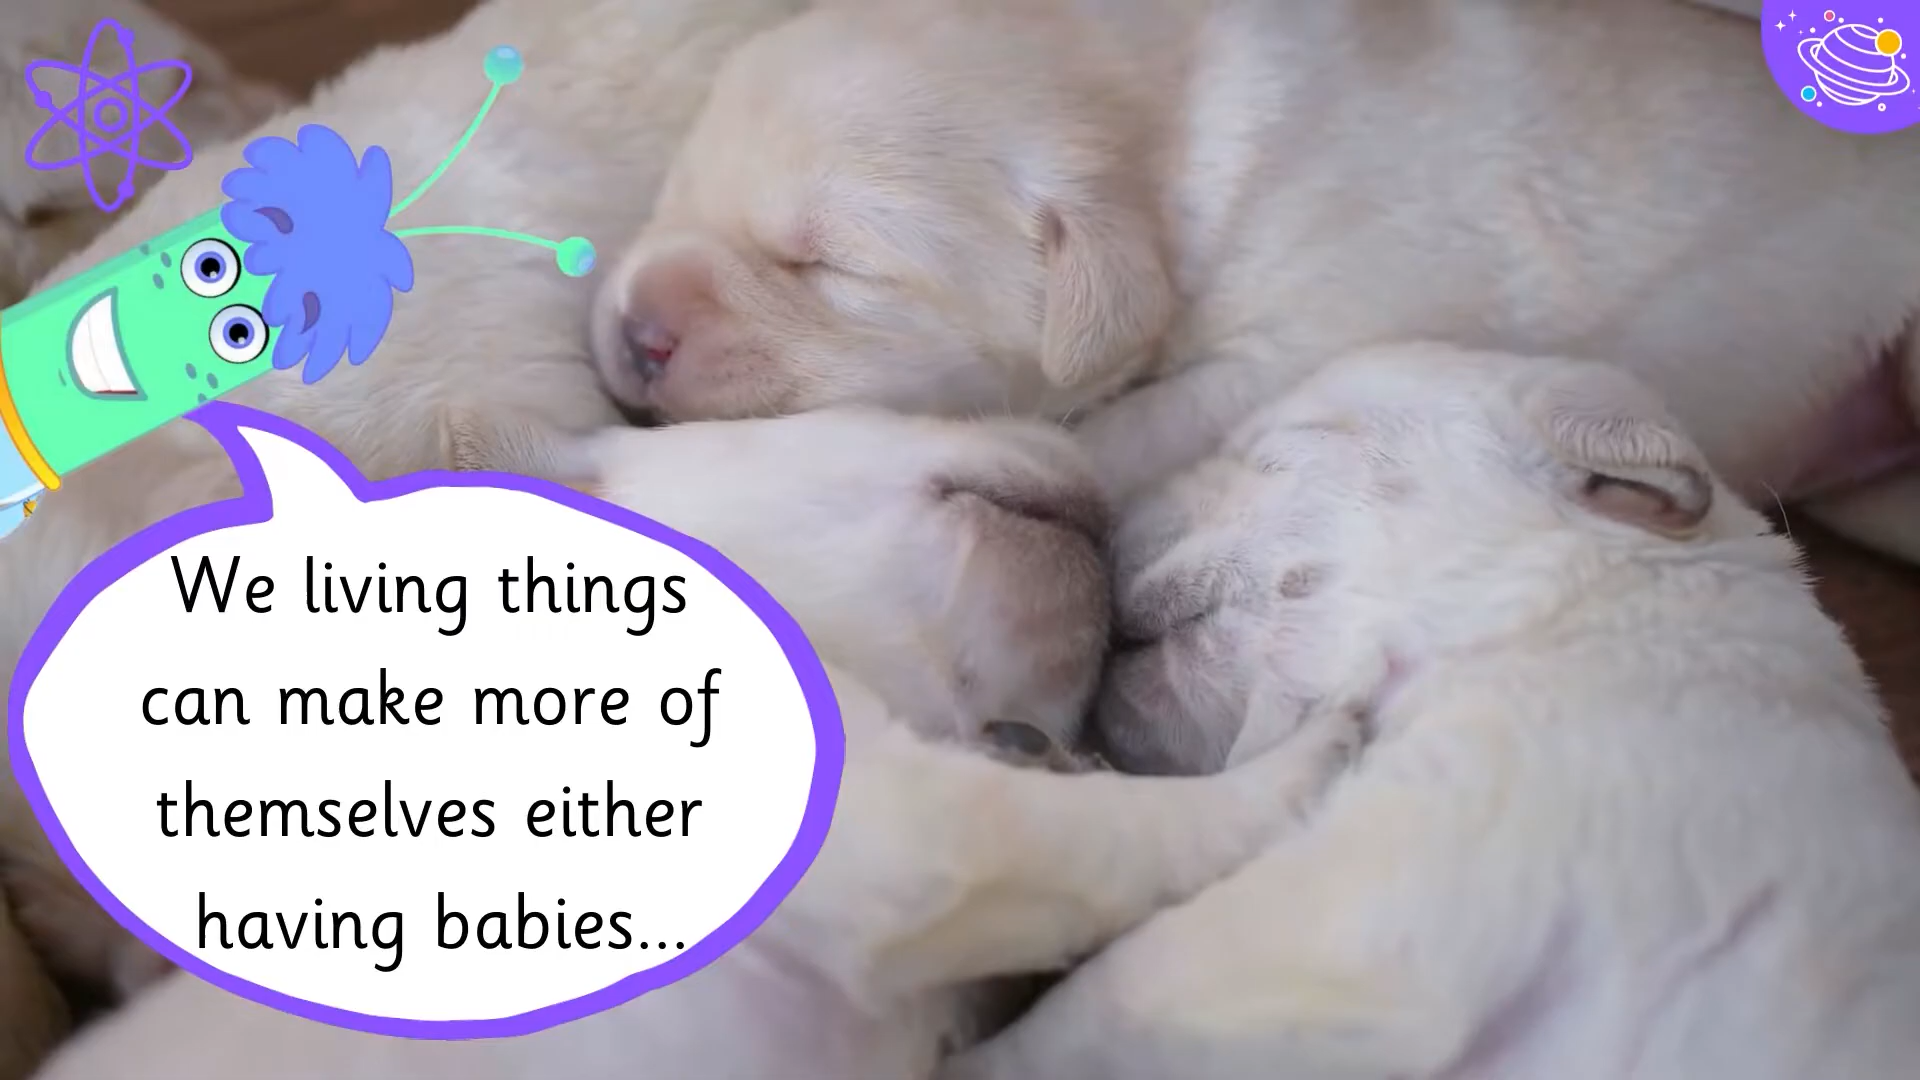 We living things
can make more of
themselves either
having babies...